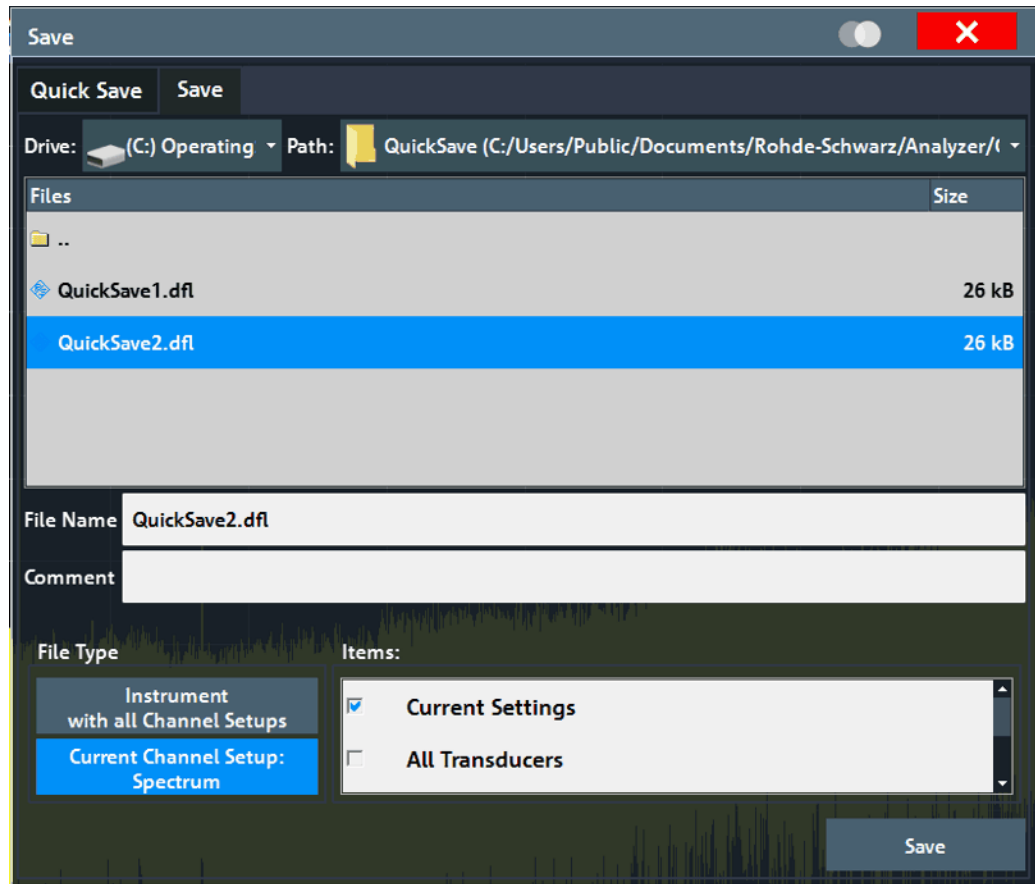 Save
Quick Save Save
Drive: (C:) Operating Path: QuickSave (C:/Users/Public/Documents/Rohde-Schwarz/Analyzer/
Files Size
..
QuickSave1.dfl 26 kB
QuickSave2.dfl 26 kB
File Name QuickSave2.dfl
Comment
File Type Items:
Instrument
with all Channel Setups
Current Channel Setup:
Spectrum
Current Settings
All Transducers
Save